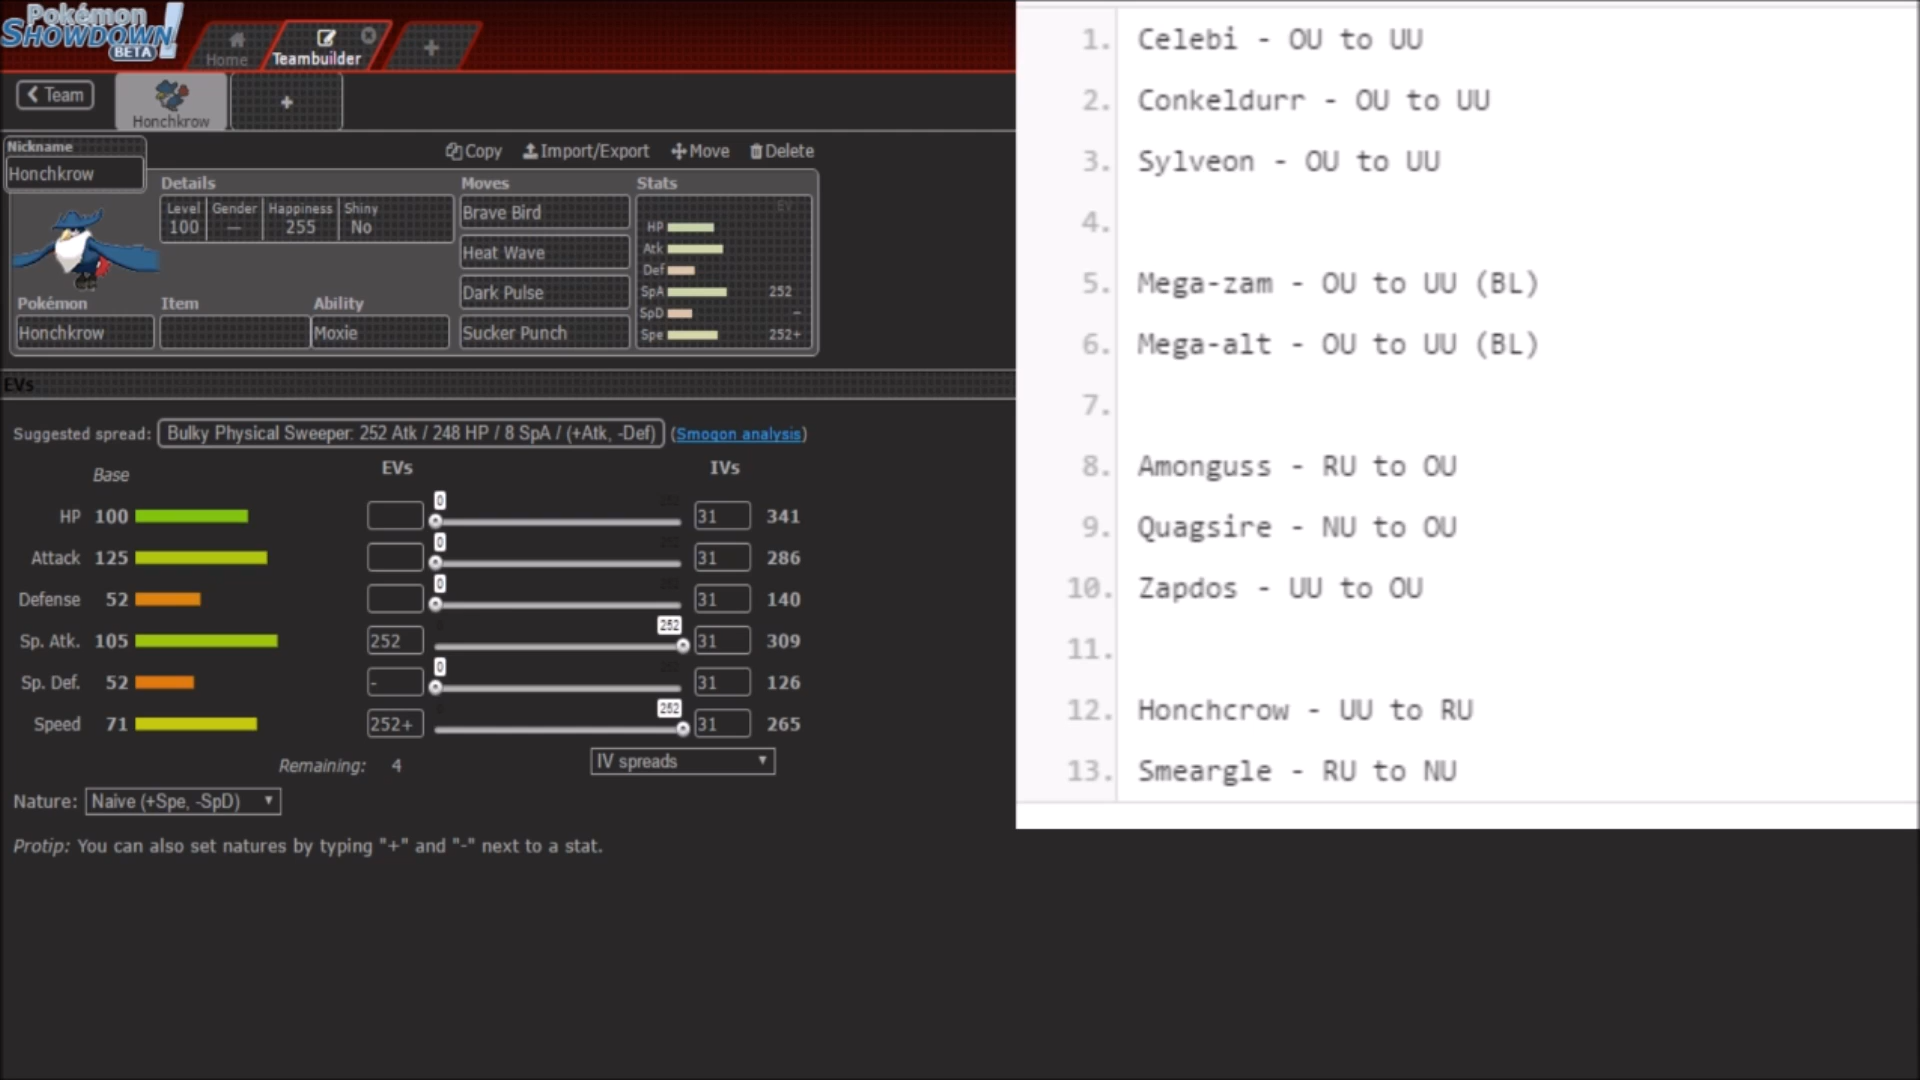 Pokémon
SHOWDOWN!
BETA
Home
Teambuilder
+
Team
Honchkrow
+
Nickname
Honchkrow
Copy Import/Export Move Delete
Details
Level Gender Happiness Shiny
100 — 255 No
Moves
Brave Bird
Heat Wave
Dark Pulse
Sucker Punch
Stats
EV
HP
Atk
Def
SpA 252
SpD –
Spe 252+
Pokémon Item Ability
Honchkrow Moxie
EVs
Suggested spread: Bulky Physical Sweeper: 252 Atk / 248 HP / 8 SpA / (+Atk, -Def) (Smogon analysis)
Base EVs IVs
HP 100 0 252 31 341
Attack 125 0 252 31 286
Defense 52 0 252 31 140
Sp. Atk. 105 252 252 31 309
Sp. Def. 52 - 0 252 31 126
Speed 71 252+ 252 31 265
Remaining: 4
IV spreads
Nature: Naive (+Spe, -SpD)
Protip: You can also set natures by typing "+" and "-" next to a stat.
1. Celebi - OU to UU
2. Conkeldurr - OU to UU
3. Sylveon - OU to UU
4.
5. Mega-zam - OU to UU (BL)
6. Mega-alt - OU to UU (BL)
7.
8. Amonguss - RU to OU
9. Quagsire - NU to OU
10. Zapdos - UU to OU
11.
12. Honchcrow - UU to RU
13. Smeargle - RU to NU